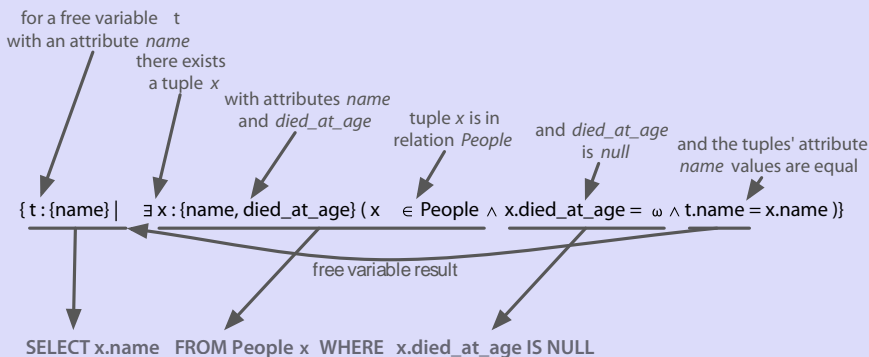 for a free variable t
with an attribute name
there exists
a tuple x
with attributes name
and died_at_age
tuple x is in
relation People
and died_at_age
is null
and the tuples' attribute
name values are equal
{ t : {name} | ∃ x : {name, died_at_age} ( x ∈ People ∧ x.died_at_age = ω ∧ t.name = x.name )}
free variable result
SELECT x.name FROM People x WHERE x.died_at_age IS NULL